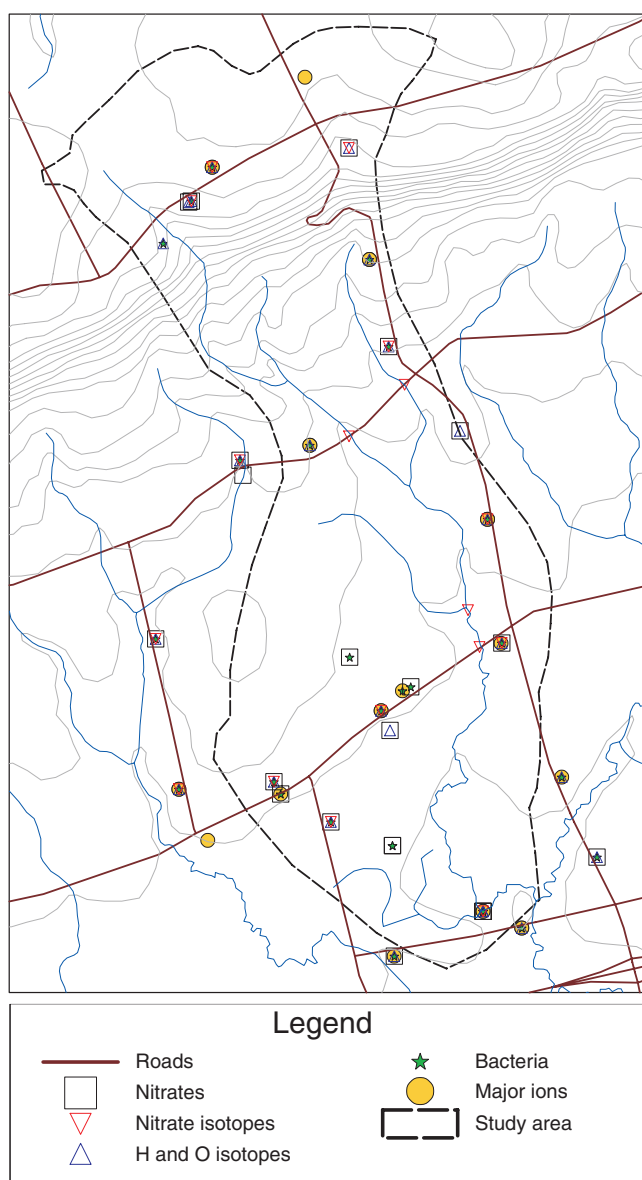 Legend
Roads
Nitrates
Nitrate isotopes
H and O isotopes
Bacteria
Major ions
Study area